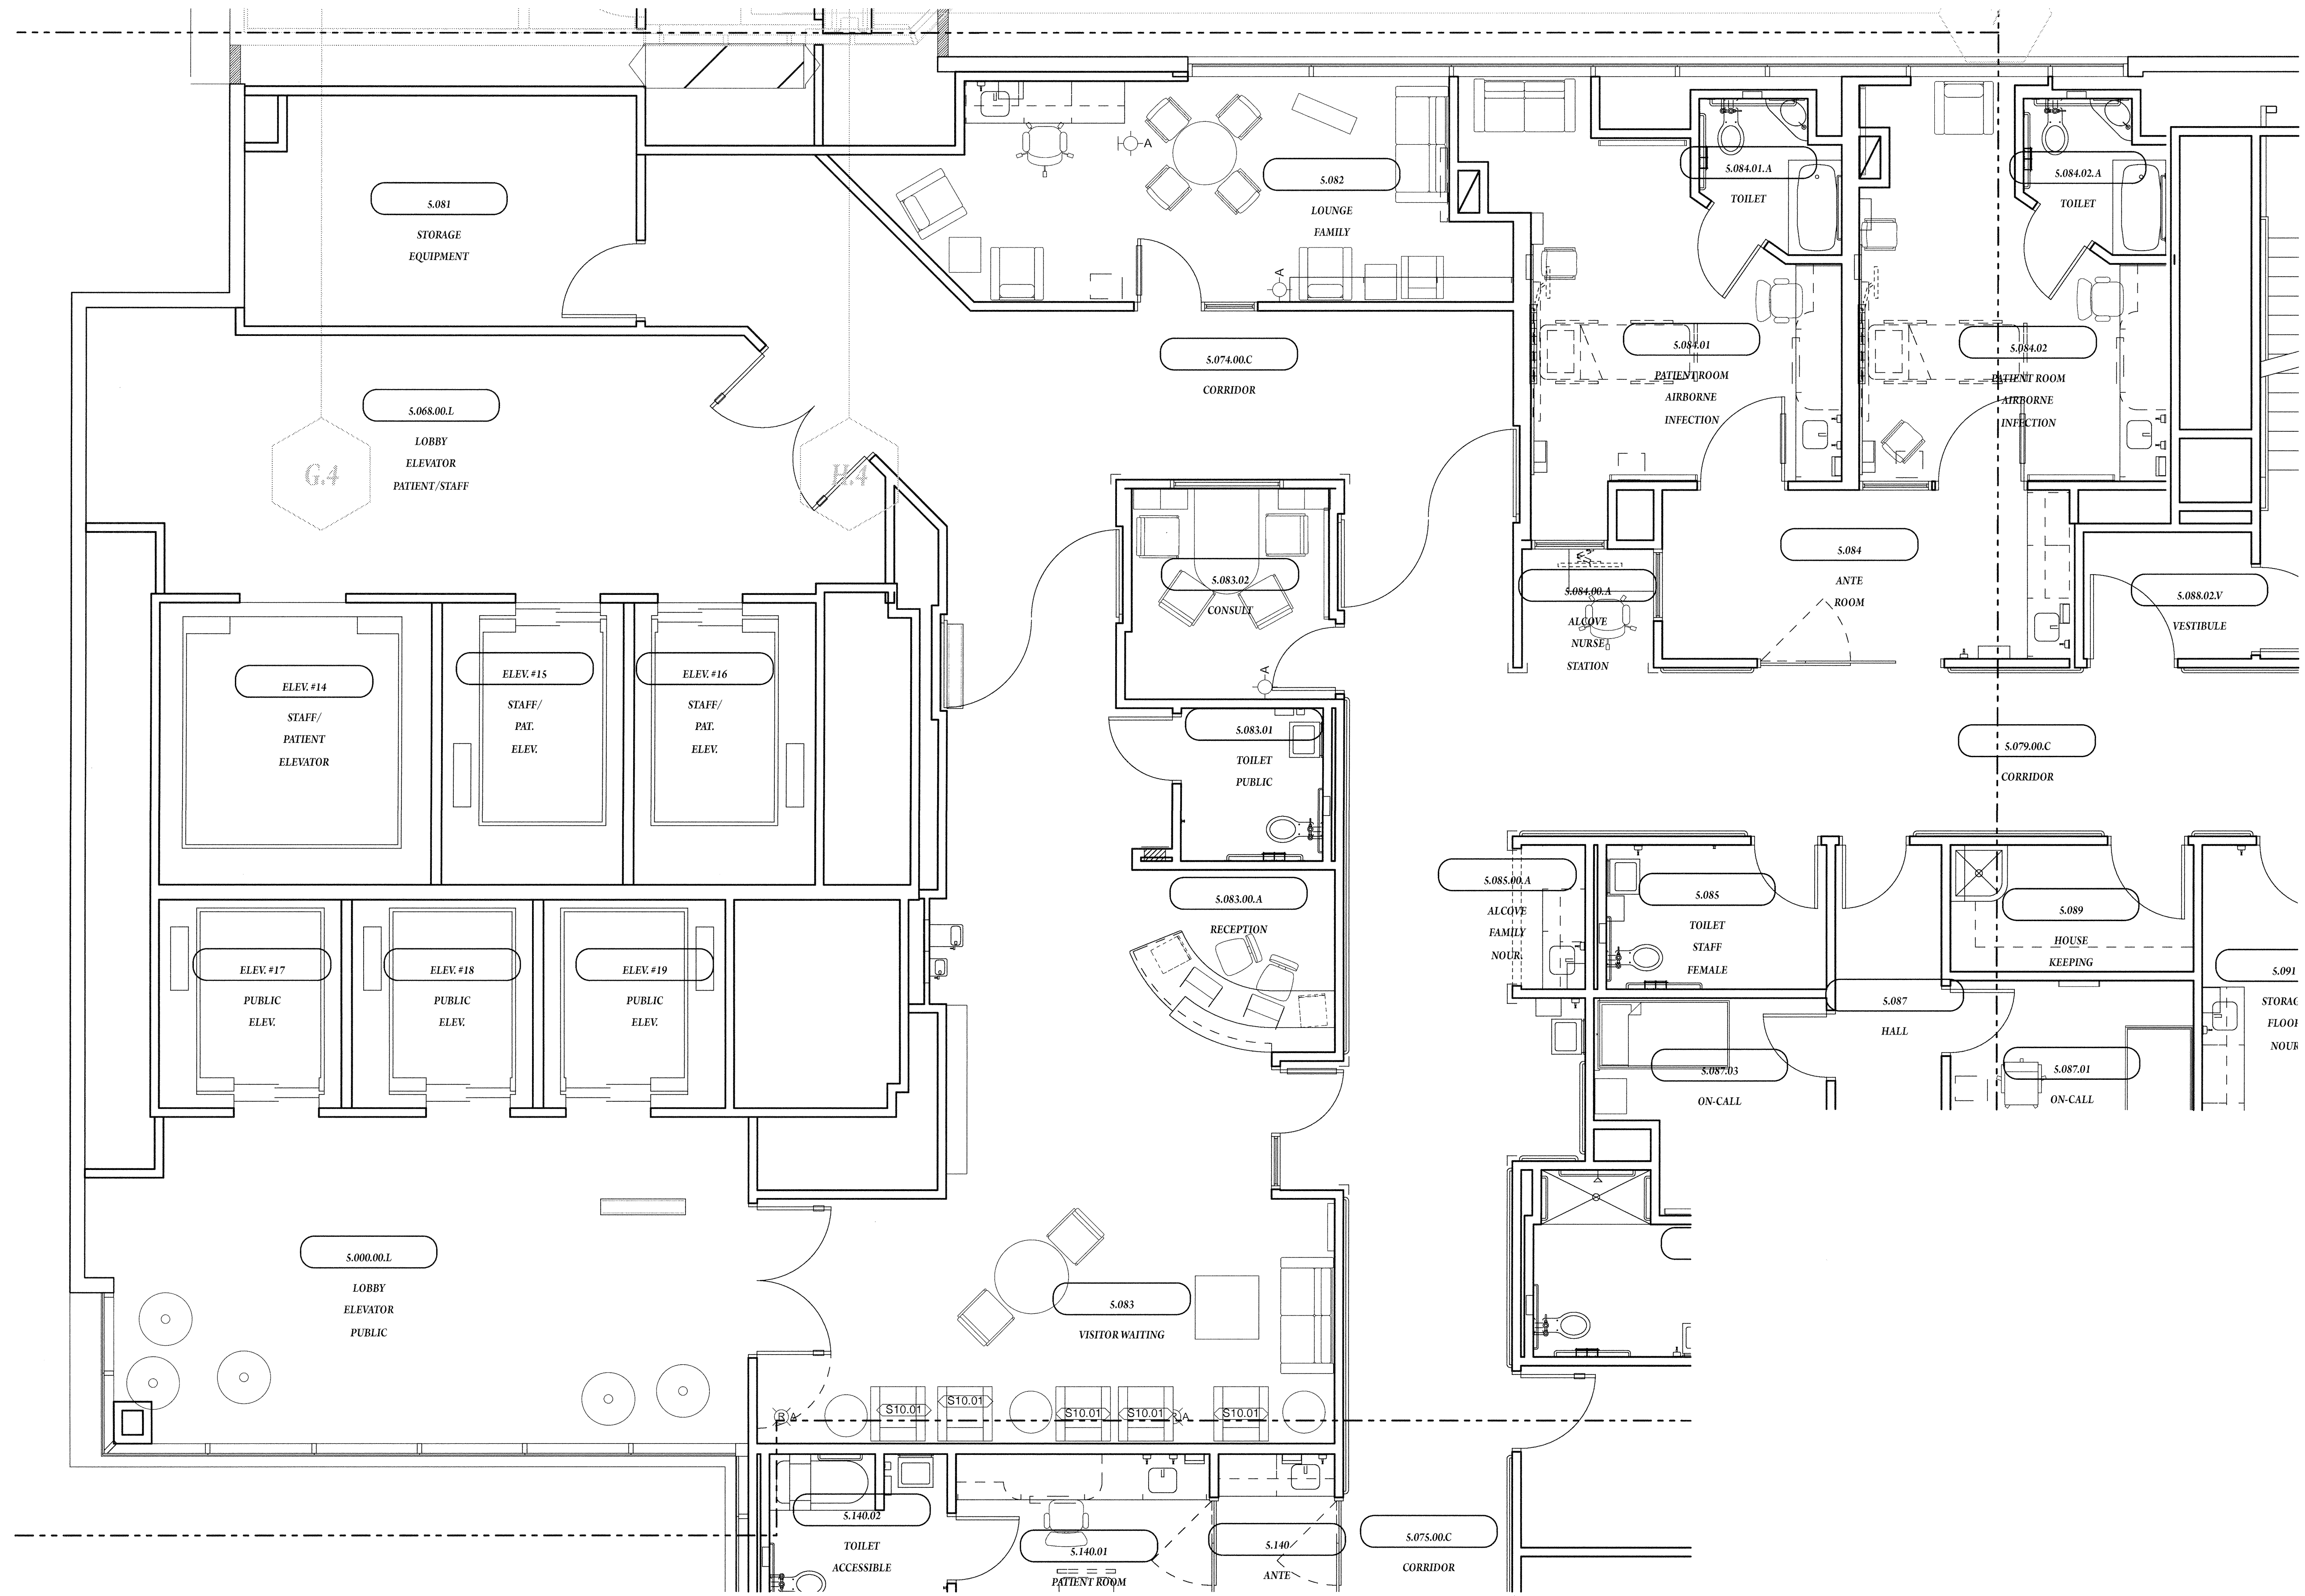 5.081
STORAGE
EQUIPMENT
5.082
LOUNGE
FAMILY
A
A
5.084.01.A
TOILET
5.084.02.A
TOILET
5.068.00.L
LOBBY
ELEVATOR
PATIENT/STAFF
G.4
H.4
5.074.00.C
CORRIDOR
5.084.01
PATIENT ROOM
AIRBORNE
INFECTION
5.084.02
PATIENT ROOM
AIRBORNE
INFECTION
5.083.02
CONSULT
A
5.084.00.A
ALCOVE
NURSE
STATION
5.084
ANTE
ROOM
5.088.02.V
VESTIBULE
ELEV. #14
STAFF/
PATIENT
ELEVATOR
ELEV. #15
STAFF/
PAT.
ELEV.
ELEV. #16
STAFF/
PAT.
ELEV.
5.083.01
TOILET
PUBLIC
5.079.00.C
CORRIDOR
5.083.00.A
RECEPTION
5.085.00.A
ALCOVE
FAMILY
NOUR.
5.085
TOILET
STAFF
FEMALE
5.089
HOUSE
KEEPING
ELEV. #17
PUBLIC
ELEV.
ELEV. #18
PUBLIC
ELEV.
ELEV. #19
PUBLIC
ELEV.
5.087
HALL
5.091
STORAG
FLOOR
NOUR
5.087.03
ON-CALL
5.087.01
ON-CALL
5.000.00.L
LOBBY
ELEVATOR
PUBLIC
5.083
VISITOR WAITING
R A
S10.01
S10.01
S10.01
S10.01
R A
S10.01
5.140.02
TOILET
ACCESSIBLE
5.140.01
PATIENT ROOM
5.140
ANTE
5.075.00.C
CORRIDOR